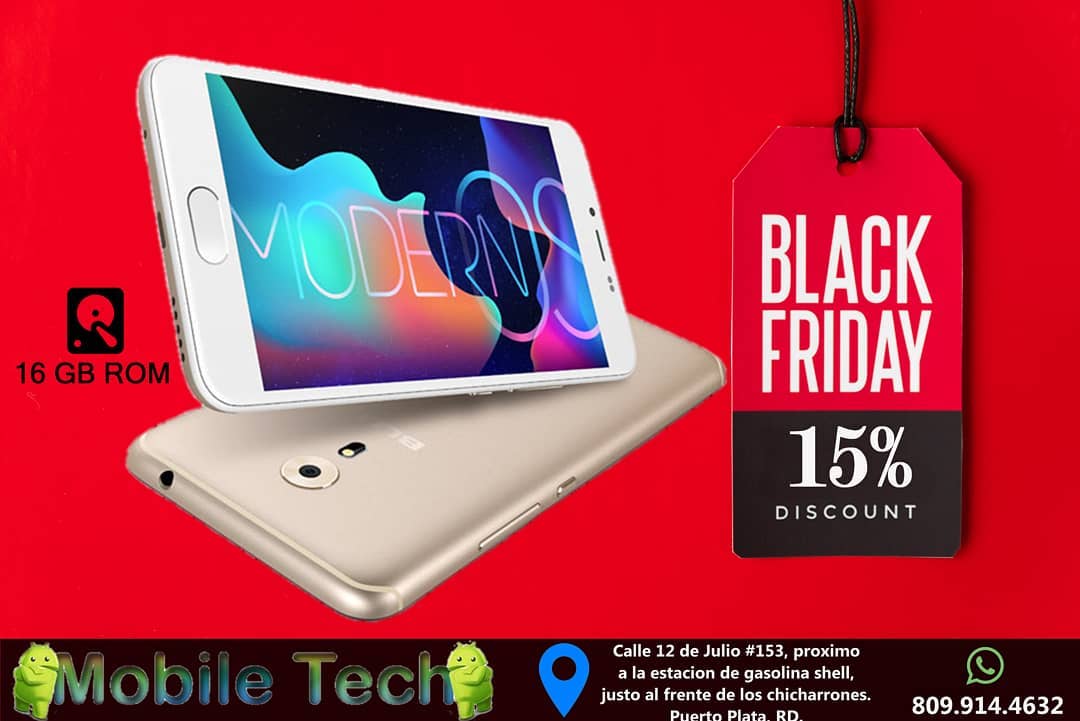 MODERN OS
16 GB ROM
BLACK
FRIDAY
15%
DISCOUNT
Mobile Tech
Calle 12 de Julio #153, proximo
a la estacion de gasolina shell,
justo al frente de los chicharrones.
Puerto Plata. RD.
809.914.4632